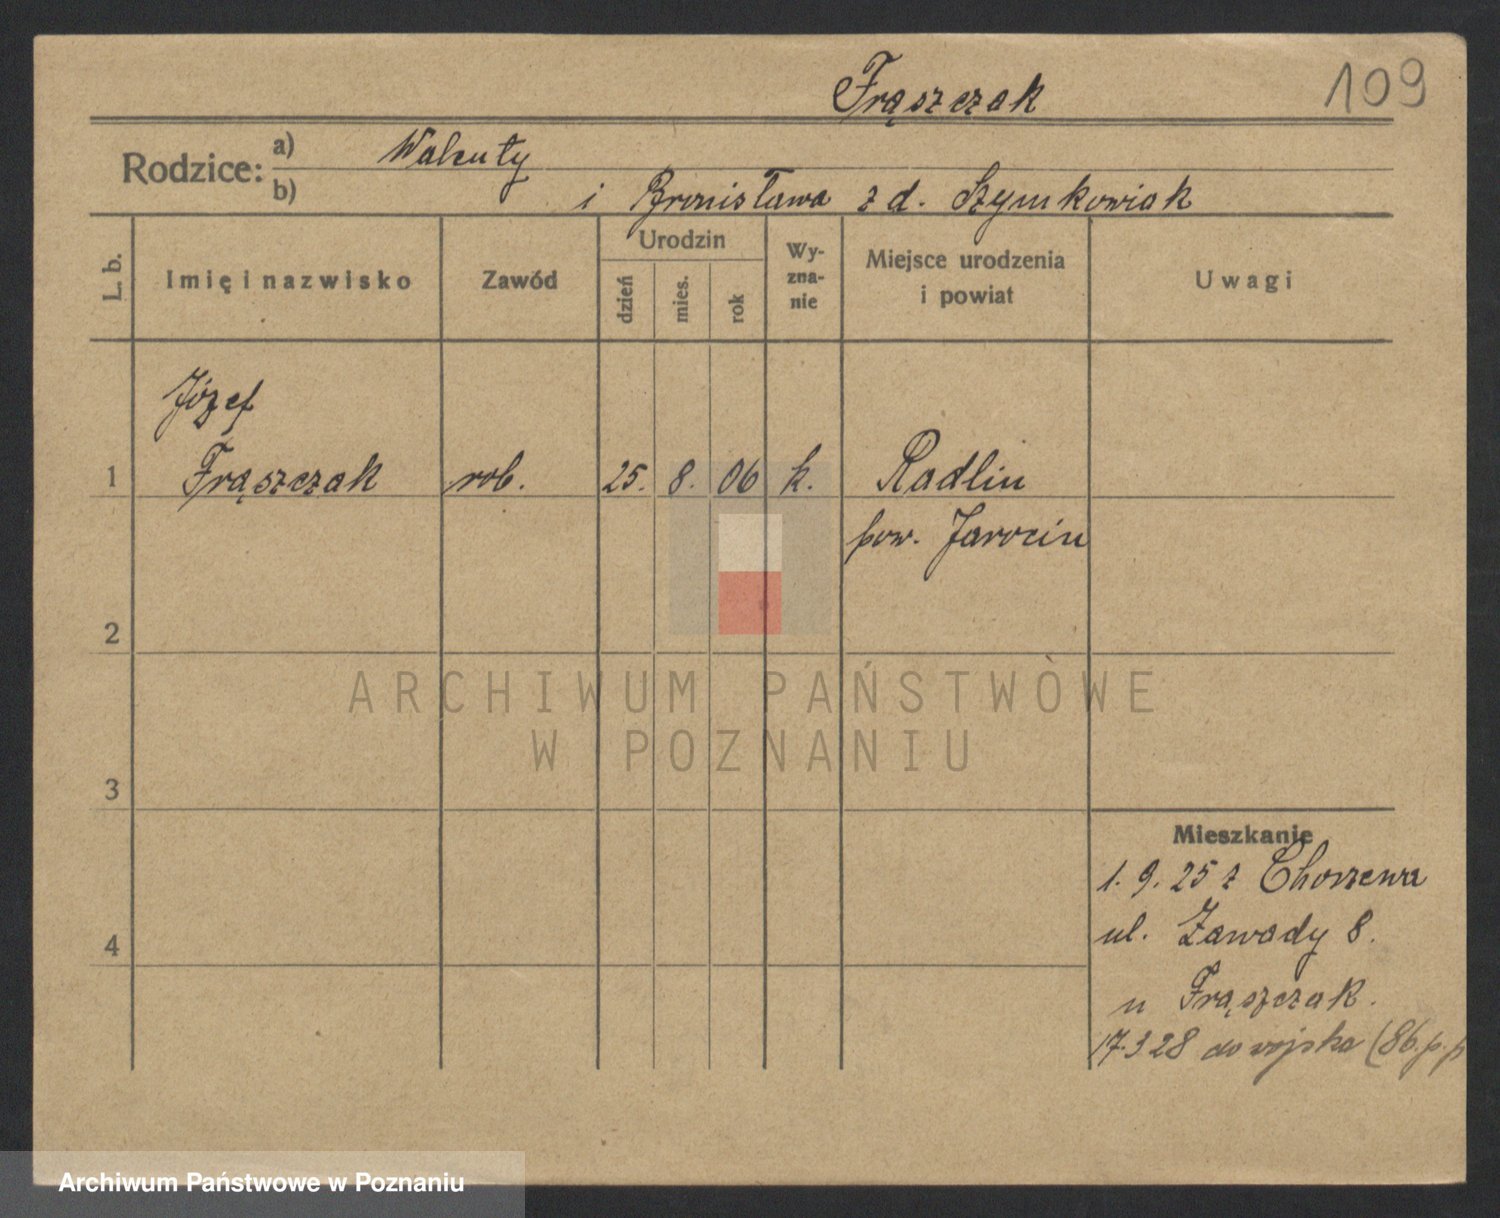 Frąszczak
109
Rodzice:
a) Walenty
b) i Bronisława z d. Szymkowiak
L. b.
Imię i nazwisko
Zawód
Urodzin
dzień
mies.
rok
Wy-
zna-
nie
Miejsce urodzenia
i powiat
Uwagi
Józef
1 Frąszczak rob. 25. 8. 06 k. Radlin
pow. Jarocin
2
ARCHIWUM PAŃSTWOWE
W POZNANIU
3
Mieszkanie
1. 9. 25 z Chorzewa
ul. Zawady 8.
4
u Frąszczak.
17.3 28 do wojska (86.p.p
Archiwum Państwowe w Poznaniu